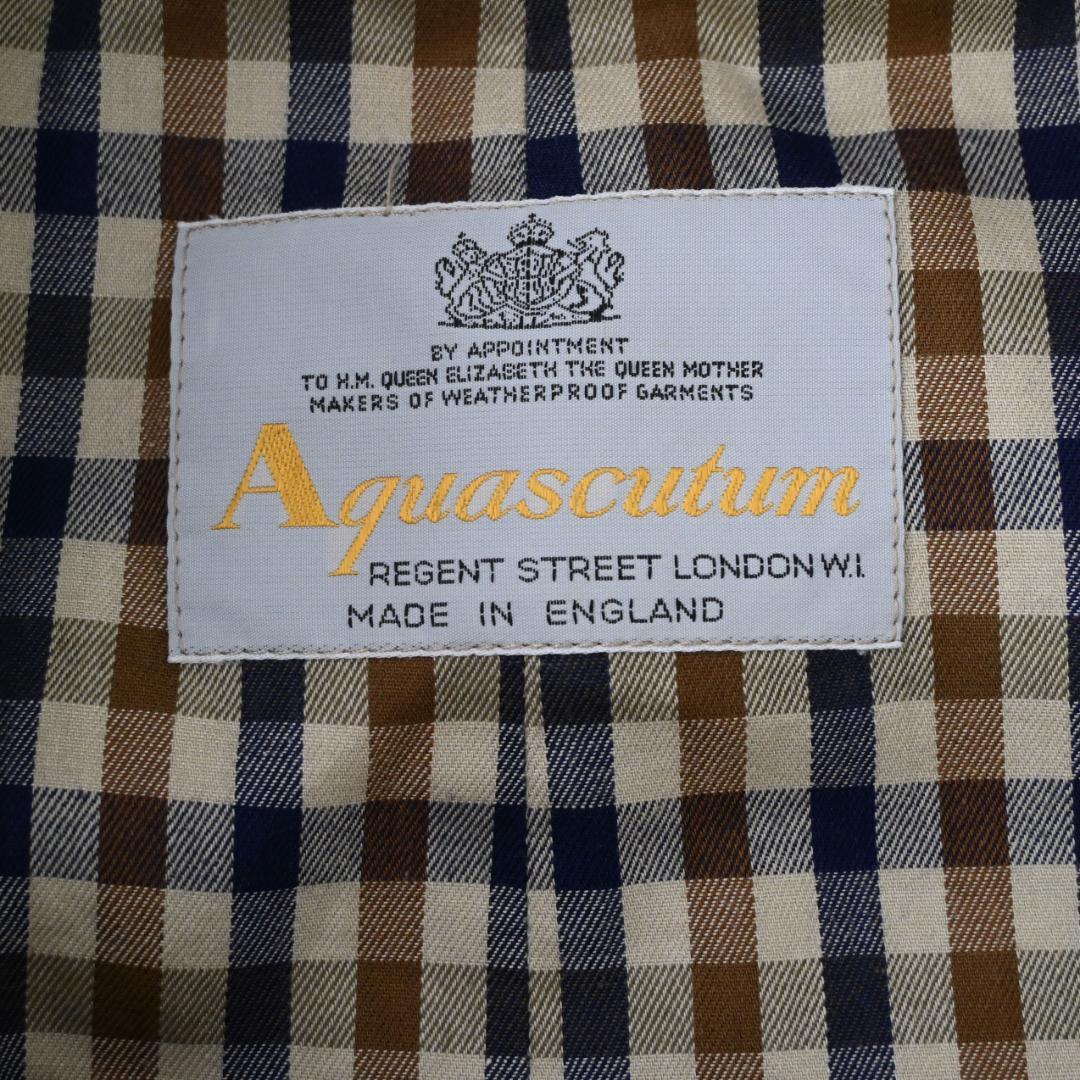 BY APPOINTMENT
TO H.M. QUEEN ELIZABETH THE QUEEN MOTHER
MAKERS OF WEATHERPROOF GARMENTS
Aquascutum
REGENT STREET LONDON W.I.
MADE IN ENGLAND